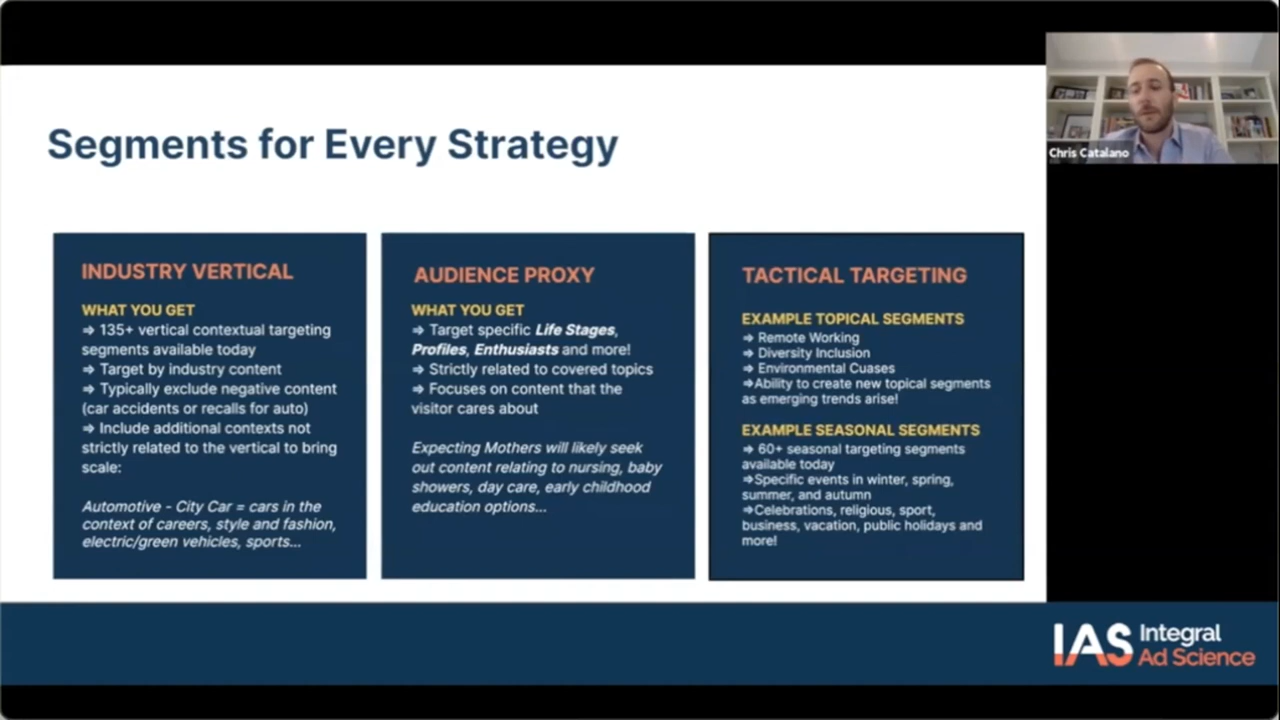 Segments for Every Strategy
Chris Catalano
INDUSTRY VERTICAL
WHAT YOU GET
⇒ 135+ vertical contextual targeting
segments available today
⇒ Target by industry content
⇒ Typically exclude negative content
(car accidents or recalls for auto)
⇒ Include additional contexts not
strictly related to the vertical to bring
scale:
Automotive - City Car = cars in the
context of careers, style and fashion,
electric/green vehicles, sports...
AUDIENCE PROXY
WHAT YOU GET
⇒ Target specific Life Stages,
Profiles, Enthusiasts and more!
⇒ Strictly related to covered topics
⇒ Focuses on content that the
visitor cares about
Expecting Mothers will likely seek
out content relating to nursing, baby
showers, day care, early childhood
education options...
TACTICAL TARGETING
EXAMPLE TOPICAL SEGMENTS
⇒ Remote Working
⇒ Diversity Inclusion
⇒ Environmental Cuases
⇒Ability to create new topical segments
as emerging trends arise!
EXAMPLE SEASONAL SEGMENTS
⇒ 60+ seasonal targeting segments
available today
⇒Specific events in winter, spring,
summer, and autumn
⇒Celebrations, religious, sport,
business, vacation, public holidays and
more!
IAS Integral
Ad Science